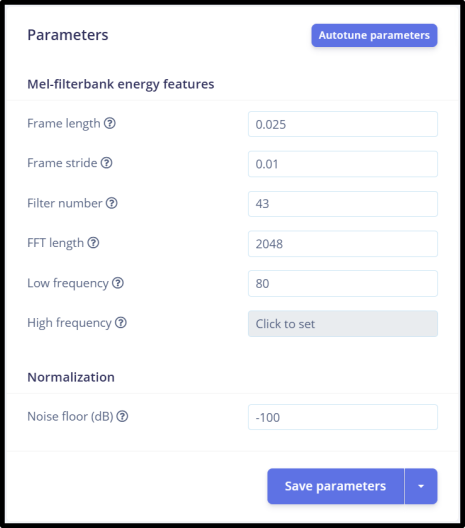 Parameters Autotune parameters
Mel-filterbank energy features
Frame length ? 0.025
Frame stride ? 0.01
Filter number ? 43
FFT length ? 2048
Low frequency ? 80
High frequency ? Click to set
Normalization
Noise floor (dB) ? -100
Save parameters